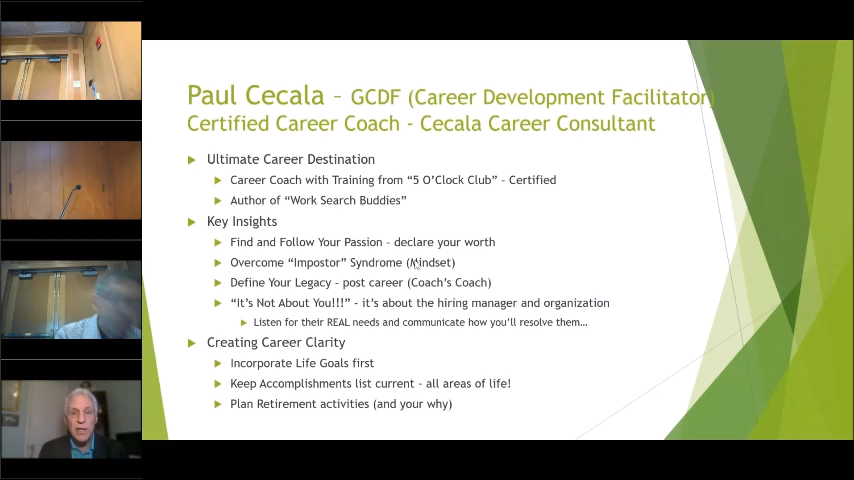 Paul Cecala – GCDF (Career Development Facilitator)
Certified Career Coach - Cecala Career Consultant
Ultimate Career Destination
Career Coach with Training from “5 O’Clock Club” – Certified
Author of “Work Search Buddies”
Key Insights
Find and Follow Your Passion – declare your worth
Overcome “Impostor” Syndrome (Mindset)
Define Your Legacy – post career (Coach’s Coach)
“It’s Not About You!!!” – it’s about the hiring manager and organization
Listen for their REAL needs and communicate how you’ll resolve them…
Creating Career Clarity
Incorporate Life Goals first
Keep Accomplishments list current – all areas of life!
Plan Retirement activities (and your why)